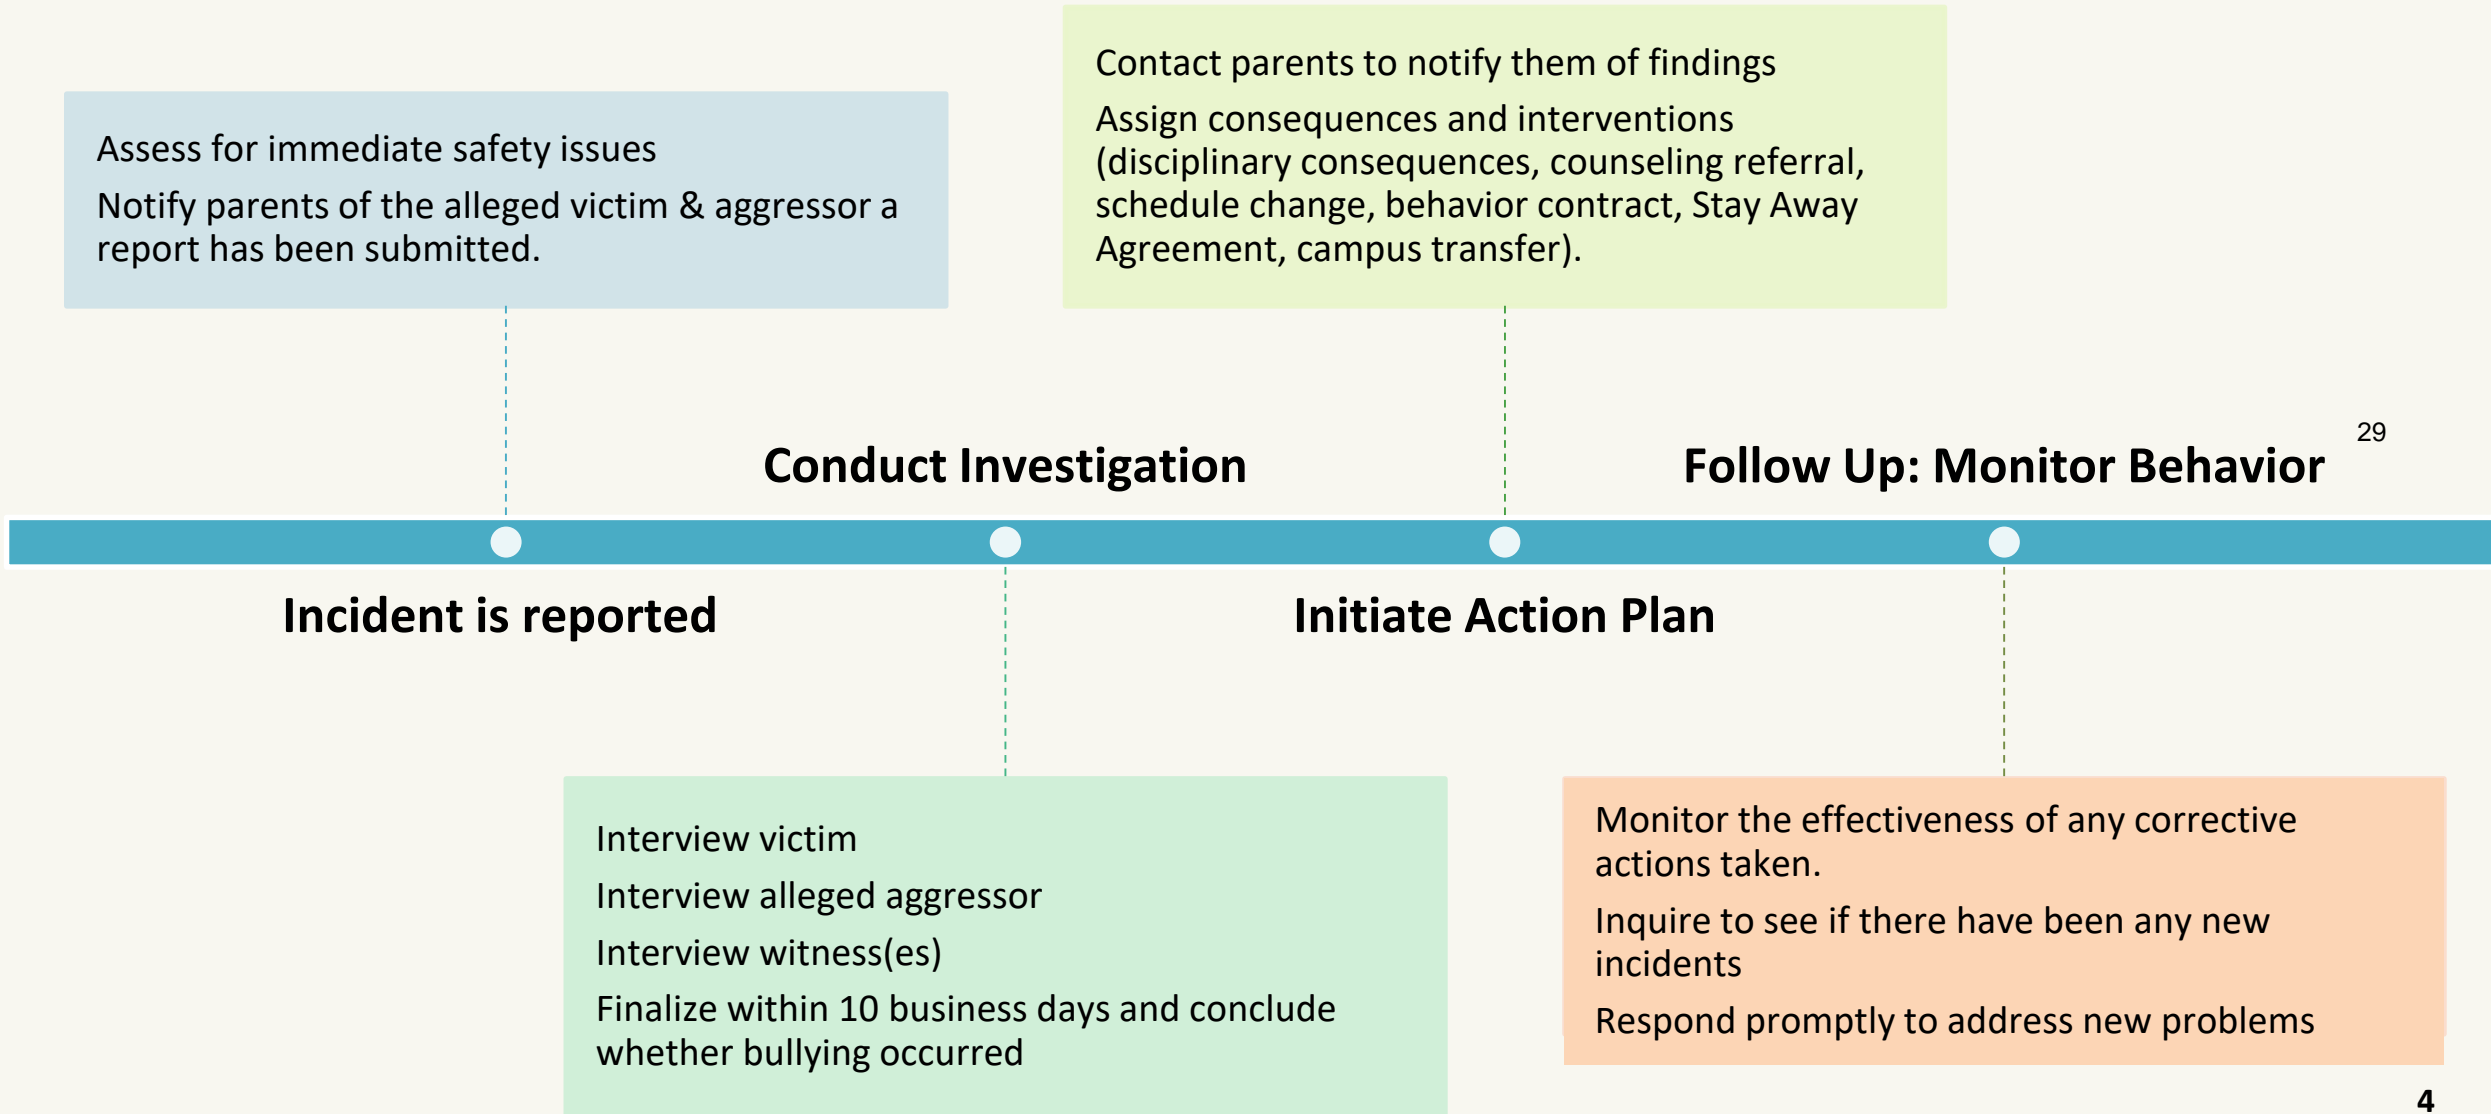 Assess for immediate safety issues
Notify parents of the alleged victim & aggressor a
report has been submitted.
Incident is reported
Conduct Investigation
Interview victim
Interview alleged aggressor
Interview witness(es)
Finalize within 10 business days and conclude
whether bullying occurred
Contact parents to notify them of findings
Assign consequences and interventions
(disciplinary consequences, counseling referral,
schedule change, behavior contract, Stay Away
Agreement, campus transfer).
Initiate Action Plan
Follow Up: Monitor Behavior
29
Monitor the effectiveness of any corrective
actions taken.
Inquire to see if there have been any new
incidents
Respond promptly to address new problems
4